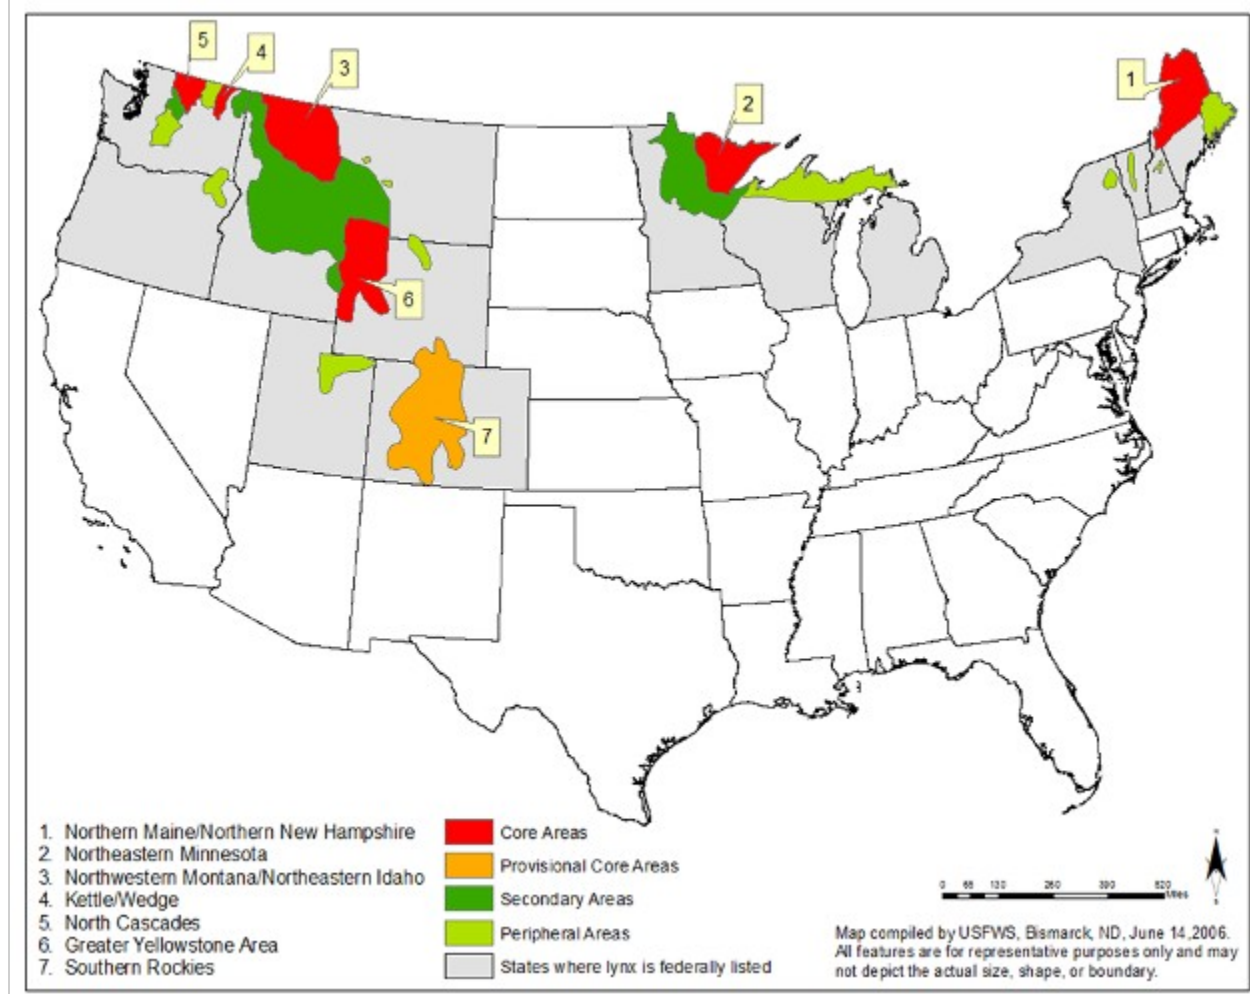 5
4
3
2
1
6
7
1. Northern Maine/Northern New Hampshire
2 Northeastern Minnesota
3. Northwestern Montana/Northeastern Idaho
4. Kettle/Wedge
5. North Cascades
6. Greater Yellowstone Area
7. Southern Rockies
Core Areas
Provisional Core Areas
Secondary Areas
Peripheral Areas
States where lynx is federally listed
0 65 130 260 390 520
Miles
Map compiled by USFWS, Bismarck, ND, June 14,2006.
All features are for representative purposes only and may
not depict the actual size, shape, or boundary.